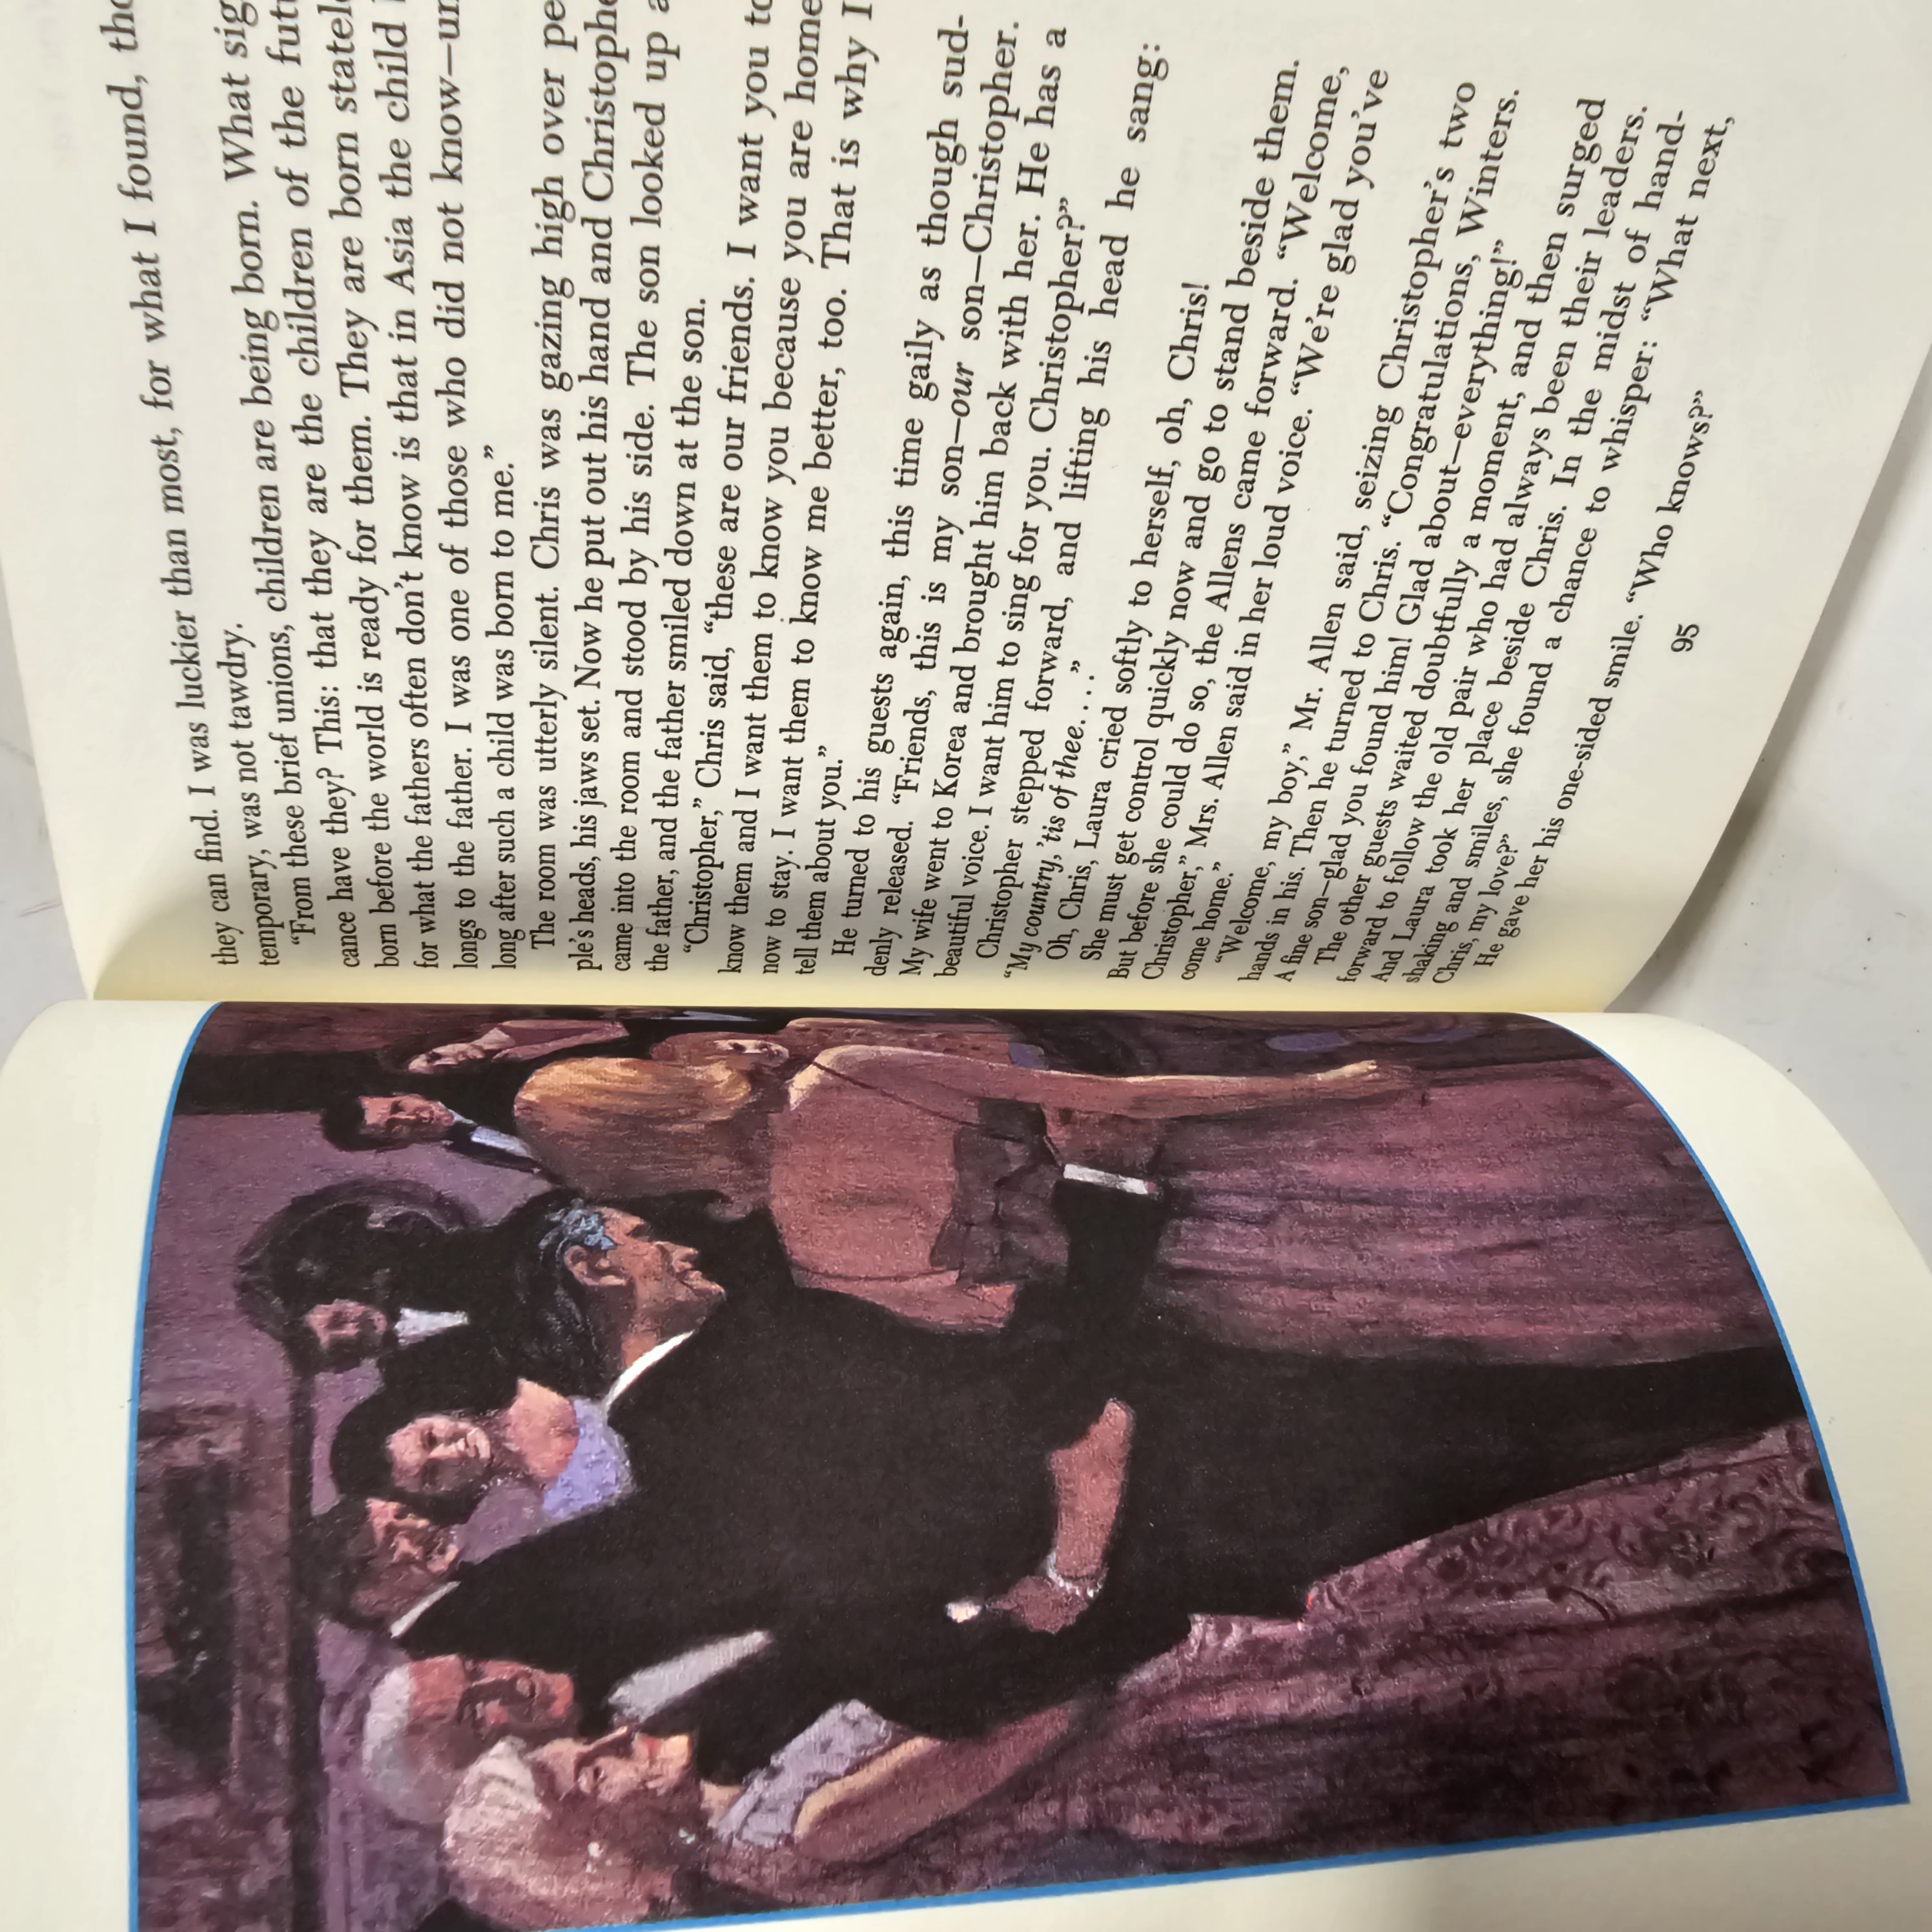 they can find. I was luckier than most, for what I found, tho
temporary, was not tawdry.
“From these brief unions, children are being born. What sig
cance have they? This: that they are the children of the fut
born before the world is ready for them. They are born statel
for what the fathers often don’t know is that in Asia the child
longs to the father. I was one of those who did not know—un
long after such a child was born to me.”
The room was utterly silent. Chris was gazing high over pe
ple’s heads, his jaws set. Now he put out his hand and Christophe
came into the room and stood by his side. The son looked up a
the father, and the father smiled down at the son.
“Christopher,” Chris said, “these are our friends. I want you to
know them and I want them to know you because you are home
now to stay. I want them to know me better, too. That is why I
tell them about you.”
He turned to his guests again, this time gaily as though sud-
denly released. “Friends, this is my son—our son—Christopher.
My wife went to Korea and brought him back with her. He has a
beautiful voice. I want him to sing for you. Christopher?”
Christopher stepped forward, and lifting his head he sang:
“My country, ’tis of thee. . . .”
Oh, Chris, Laura cried softly to herself, oh, Chris!
She must get control quickly now and go to stand beside them.
But before she could do so, the Allens came forward. “Welcome,
Christopher,” Mrs. Allen said in her loud voice. “We’re glad you’ve
come home.”
“Welcome, my boy,” Mr. Allen said, seizing Christopher’s two
hands in his. Then he turned to Chris. “Congratulations, Winters.
A fine son—glad you found him! Glad about—everything!”
The other guests waited doubtfully a moment, and then surged
forward to follow the old pair who had always been their leaders.
And Laura took her place beside Chris. In the midst of hand-
shaking and smiles, she found a chance to whisper: “What next,
Chris, my love?”
He gave her his one-sided smile. “Who knows?”
95